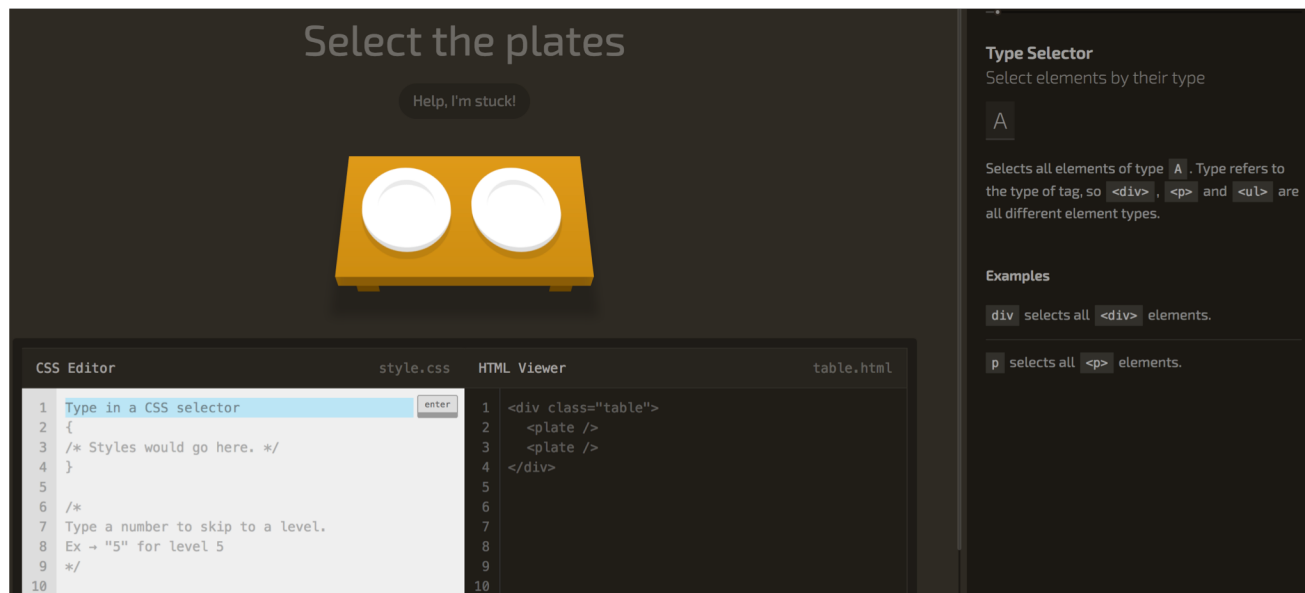 Select the plates
Help, I'm stuck!
CSS Editor
style.css
HTML Viewer
table.html
1 Type in a CSS selector
enter
2 {
3 /* Styles would go here. */
4 }
5
6 /*
7 Type a number to skip to a level.
8 Ex → "5" for level 5
9 */
10
1 <div class="table">
2 <plate />
3 <plate />
4 </div>
5
6
7
8
9
10
Type Selector
Select elements by their type
A
Selects all elements of type A . Type refers to
the type of tag, so <div> , <p> and <ul> are
all different element types.
Examples
div selects all <div> elements.
p selects all <p> elements.